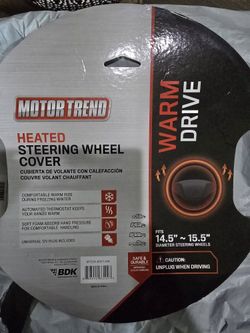 MOTOR TREND
HEATED
STEERING WHEEL
COVER
CUBIERTA DE VOLANTE CON CALEFACCIÓN
COUVRE VOLANT CHAUFFANT
COMFORTABLE WARM RIDE
DURING FREEZING WINTER
AUTOMATED THERMOSTAT KEEPS
YOUR HANDS WARM
SOFT FOAM ABSORB HAND PRESSURE
FOR COMFORTABLE HANDLING
UNIVERSAL 12V PLUG INCLUDED
BDK
SAFE &
DURABLE
WARM
DRIVE
FITS
14.5" ~ 15.5"
DIAMETER STEERING WHEELS
CAUTION:
UNPLUG WHEN DRIVING